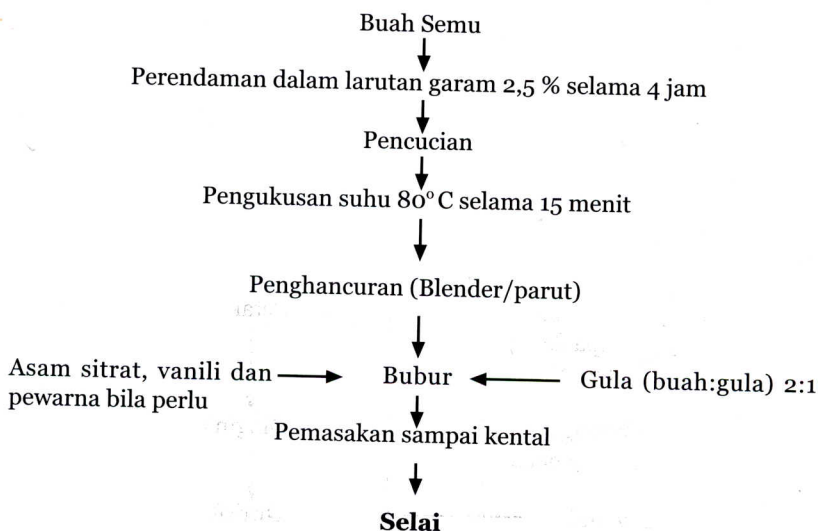 Buah Semu
Perendaman dalam larutan garam 2,5 % selama 4 jam
Pencucian
Pengukusan suhu 80°C selama 15 menit
Penghancuran (Blender/parut)
Asam sitrat, vanili dan
pewarna bila perlu
Bubur
Gula (buah:gula) 2:1
Pemasakan sampai kental
Selai